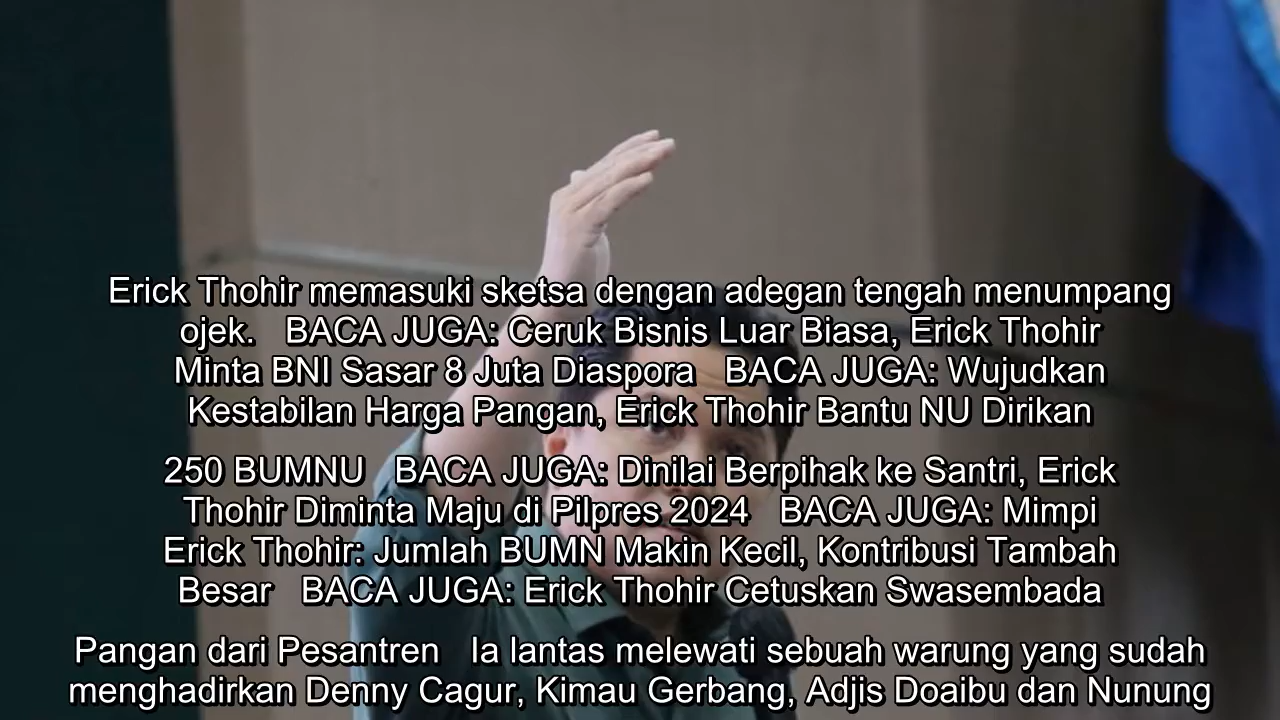 Erick Thohir memasuki sketsa dengan adegan tengah menumpang
ojek.   BACA JUGA: Ceruk Bisnis Luar Biasa, Erick Thohir
Minta BNI Sasar 8 Juta Diaspora   BACA JUGA: Wujudkan
Kestabilan Harga Pangan, Erick Thohir Bantu NU Dirikan
250 BUMNU   BACA JUGA: Dinilai Berpihak ke Santri, Erick
Thohir Diminta Maju di Pilpres 2024   BACA JUGA: Mimpi
Erick Thohir: Jumlah BUMN Makin Kecil, Kontribusi Tambah
Besar   BACA JUGA: Erick Thohir Cetuskan Swasembada
Pangan dari Pesantren   Ia lantas melewati sebuah warung yang sudah
menghadirkan Denny Cagur, Kimau Gerbang, Adjis Doaibu dan Nunung